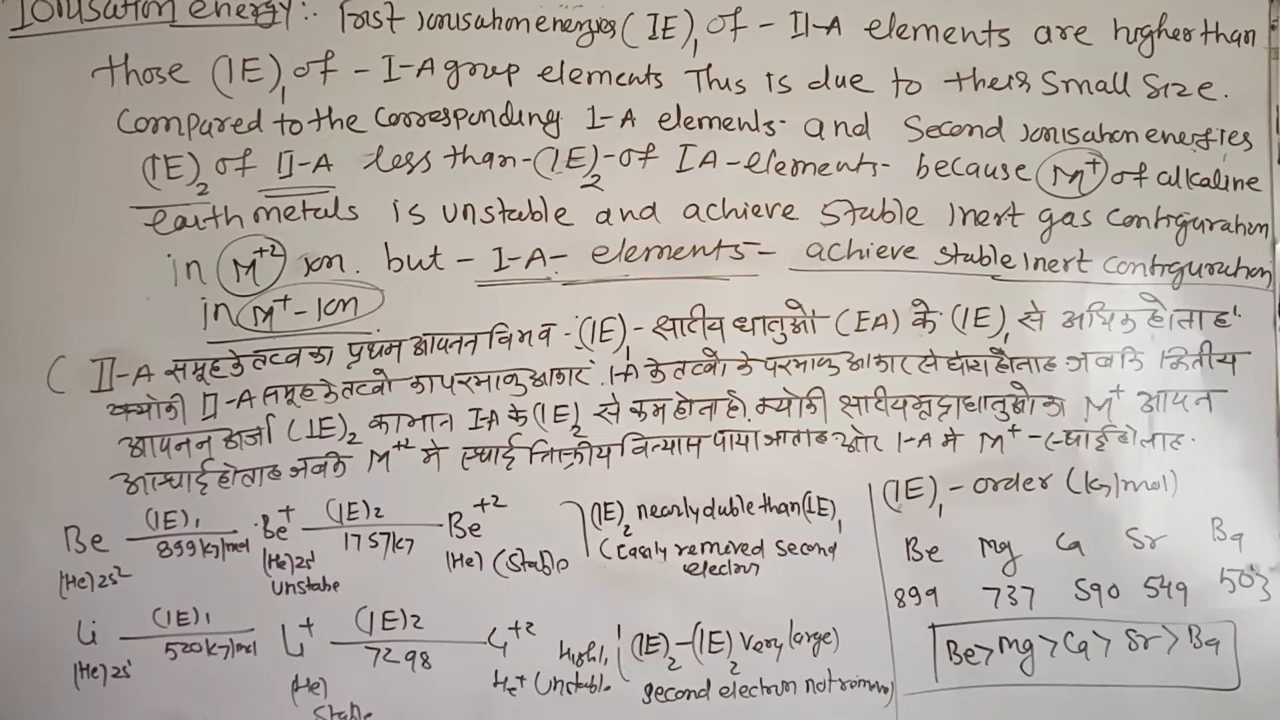 Ionisation energy:. First Ionisation energies (IE)₁ of - II-A elements are higher than
those (IE)₁ of - I-A group elements This is due to their Small Size.
Compared to the corresponding I-A elements. and Second Ionisation energies
(IE)₂ of II-A less than-(IE)₂-of IA-elements- because M⁺ of alkaline
earth metals is unstable and achieve stable inert gas configuration
in M⁺² ion. but - I-A- elements - achieve stable inert configuration
in M⁺ - ion
( II-A समूह के तत्व का प्रथम आयनन विभव - (IE)₁- क्षारीय धातुओ (EA) के (IE)₁ से अधिक होता है
क्योकी II-A समूह के तत्वो का परमाणु आकार I-A के तत्वो के परमाणु आकार से छोटा होता है जबकि द्वितीय
आयनन ऊर्जा (IE)₂ का मान I-A के (IE)₂ से कम होता है. क्योकी क्षारीय मृदा धातुओ का M⁺ आयन
अस्थाई होता है जबकि M⁺² मे स्थाई निष्क्रीय विन्यास पाया जाता है और I-A मे M⁺ - स्थाई होता है.
Be (IE)₁ 899 KJ/mol Be⁺ (IE)₂ 1757 KJ Be⁺² (IE)₂ nearly duble than (IE)₁
(He) 2s² (He) 2s¹ unstabe (He) (Stable (Easily removed second electron
Li (IE)₁ 520 KJ/mol Li⁺ (IE)₂ 7298 Li⁺² Highly (IE)₂-(IE)₂ very large)
(He) 2s¹ (He) Stable He⁺ Unstable second electron not remove)
(IE)₁ - order (KJ/mol)
Be Mg Ca Sr Ba
899 737 590 549 503
Be > Mg > Ca > Sr > Ba